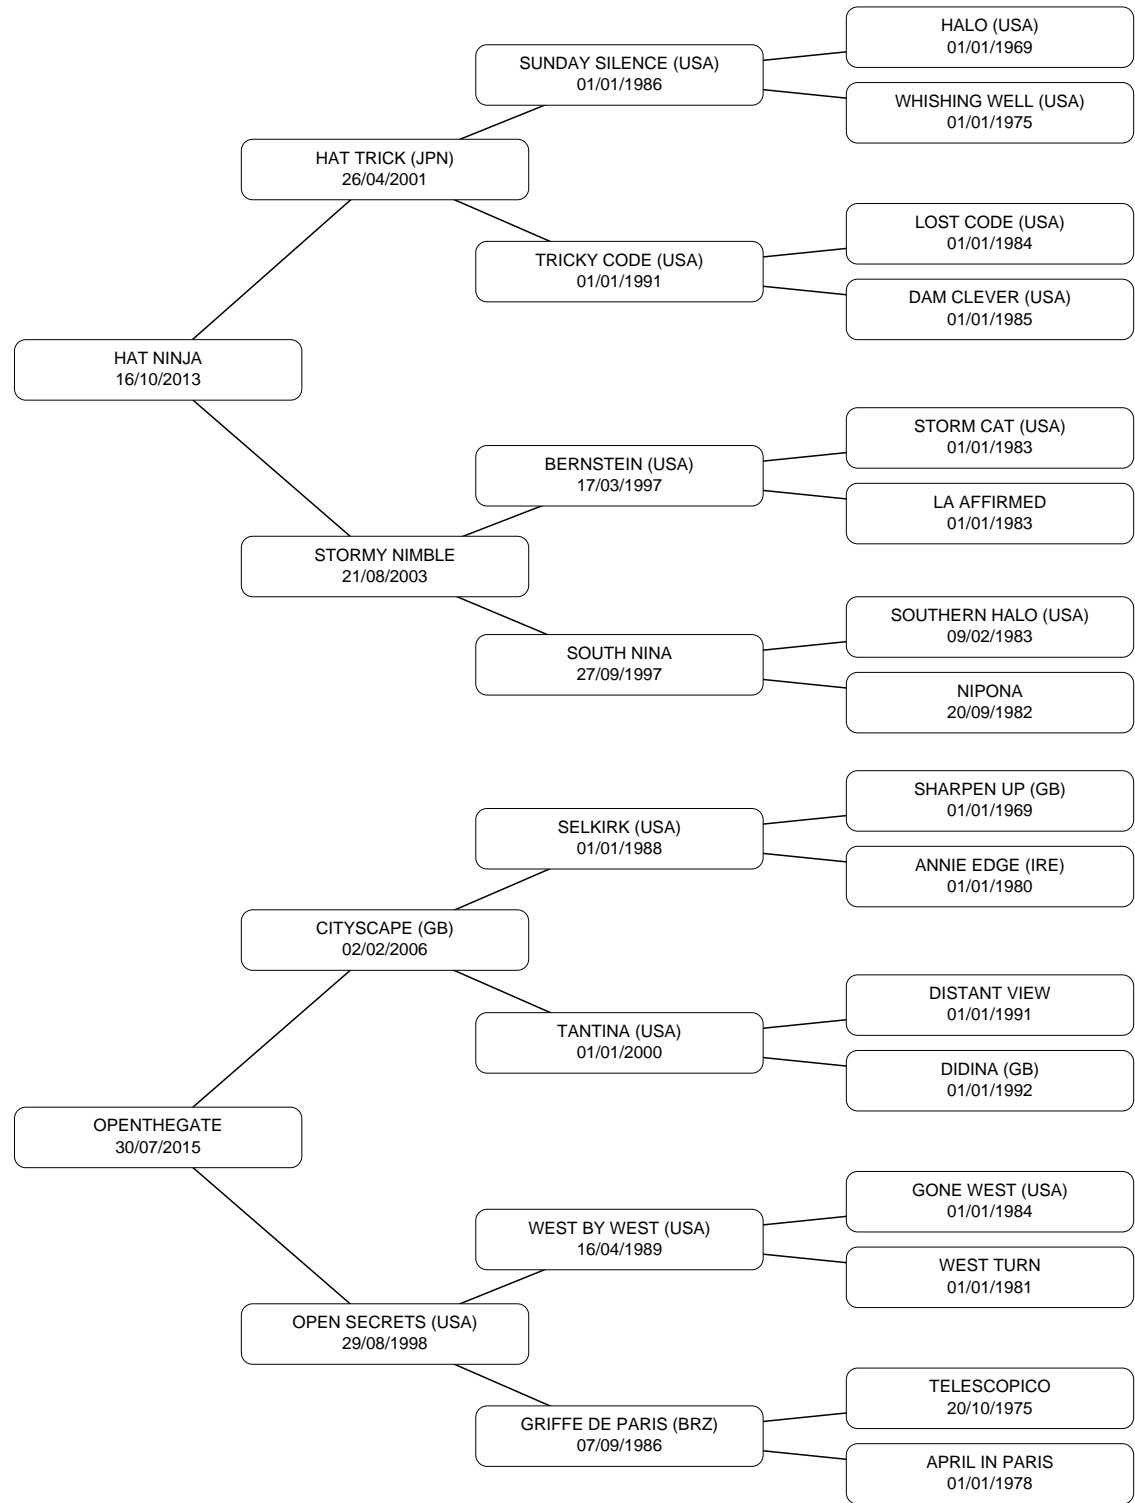 HALO (USA)
01/01/1969
SUNDAY SILENCE (USA)
01/01/1986
WHISHING WELL (USA)
01/01/1975
HAT TRICK (JPN)
26/04/2001
LOST CODE (USA)
01/01/1984
TRICKY CODE (USA)
01/01/1991
DAM CLEVER (USA)
01/01/1985
HAT NINJA
16/10/2013
STORM CAT (USA)
01/01/1983
BERNSTEIN (USA)
17/03/1997
LA AFFIRMED
01/01/1983
STORMY NIMBLE
21/08/2003
SOUTHERN HALO (USA)
09/02/1983
SOUTH NINA
27/09/1997
NIPONA
20/09/1982
SHARPEN UP (GB)
01/01/1969
SELKIRK (USA)
01/01/1988
ANNIE EDGE (IRE)
01/01/1980
CITYSCAPE (GB)
02/02/2006
DISTANT VIEW
01/01/1991
TANTINA (USA)
01/01/2000
DIDINA (GB)
01/01/1992
OPENTHEGATE
30/07/2015
GONE WEST (USA)
01/01/1984
WEST BY WEST (USA)
16/04/1989
WEST TURN
01/01/1981
OPEN SECRETS (USA)
29/08/1998
TELESCOPICO
20/10/1975
GRIFFE DE PARIS (BRZ)
07/09/1986
APRIL IN PARIS
01/01/1978